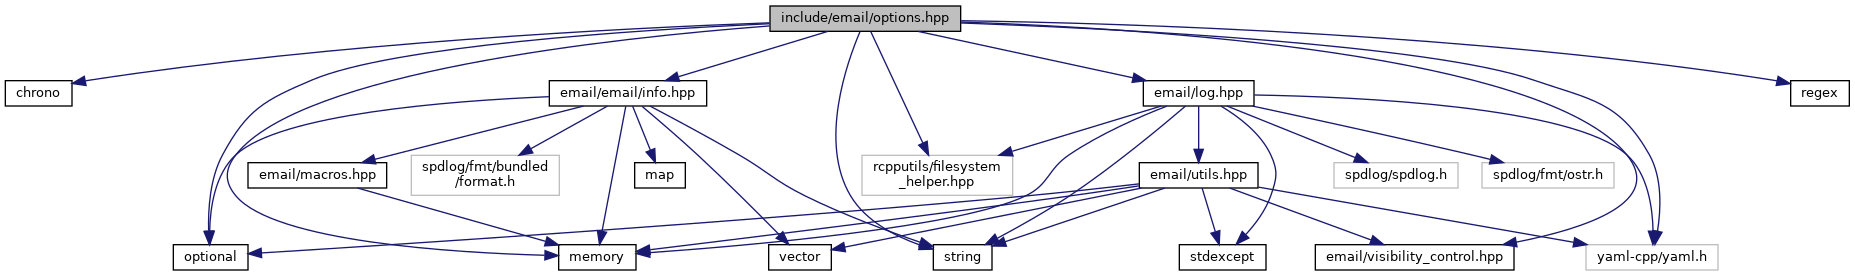 include/email/options.hpp
chrono
email/email/info.hpp
email/log.hpp
regex
email/macros.hpp
spdlog/fmt/bundled
/format.h
map
rcpputils/filesystem
_helper.hpp
email/utils.hpp
spdlog/spdlog.h
spdlog/fmt/ostr.h
optional
memory
vector
string
stdexcept
email/visibility_control.hpp
yaml-cpp/yaml.h